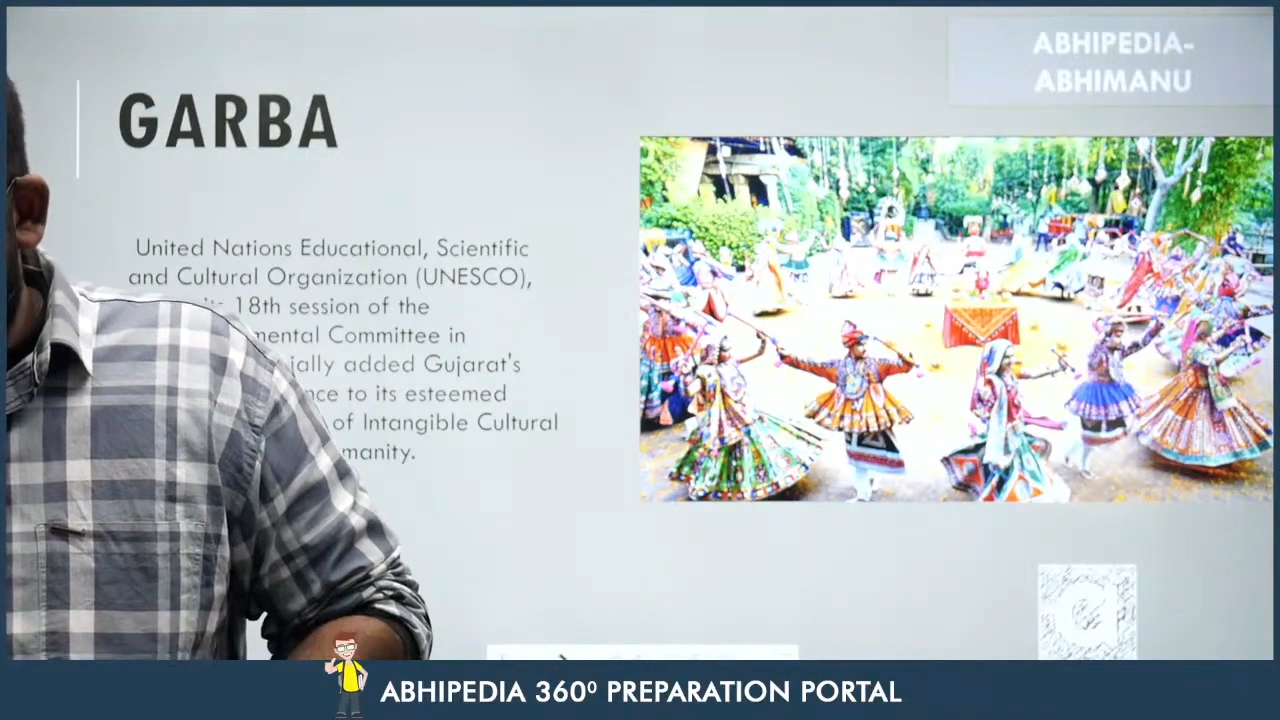 ABHIPEDIA-
ABHIMANU
GARBA
United Nations Educational, Scientific
and Cultural Organization (UNESCO),
18th session of the
mental Committee in
ially added Gujarat's
nce to its esteemed
of Intangible Cultural
manity.
ABHIPEDIA 360⁰ PREPARATION PORTAL